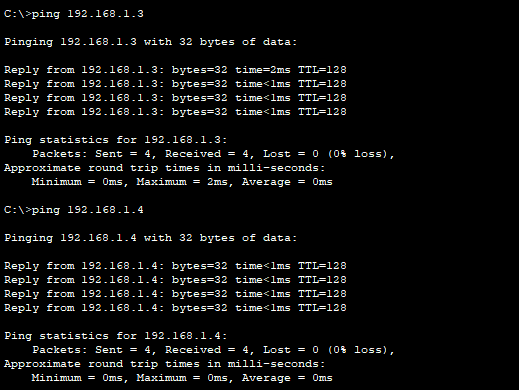 C:\>ping 192.168.1.3
Pinging 192.168.1.3 with 32 bytes of data:
Reply from 192.168.1.3: bytes=32 time=2ms TTL=128
Reply from 192.168.1.3: bytes=32 time<1ms TTL=128
Reply from 192.168.1.3: bytes=32 time<1ms TTL=128
Reply from 192.168.1.3: bytes=32 time<1ms TTL=128
Ping statistics for 192.168.1.3:
    Packets: Sent = 4, Received = 4, Lost = 0 (0% loss),
Approximate round trip times in milli-seconds:
    Minimum = 0ms, Maximum = 2ms, Average = 0ms
C:\>ping 192.168.1.4
Pinging 192.168.1.4 with 32 bytes of data:
Reply from 192.168.1.4: bytes=32 time<1ms TTL=128
Reply from 192.168.1.4: bytes=32 time<1ms TTL=128
Reply from 192.168.1.4: bytes=32 time<1ms TTL=128
Reply from 192.168.1.4: bytes=32 time<1ms TTL=128
Ping statistics for 192.168.1.4:
    Packets: Sent = 4, Received = 4, Lost = 0 (0% loss),
Approximate round trip times in milli-seconds:
    Minimum = 0ms, Maximum = 0ms, Average = 0ms